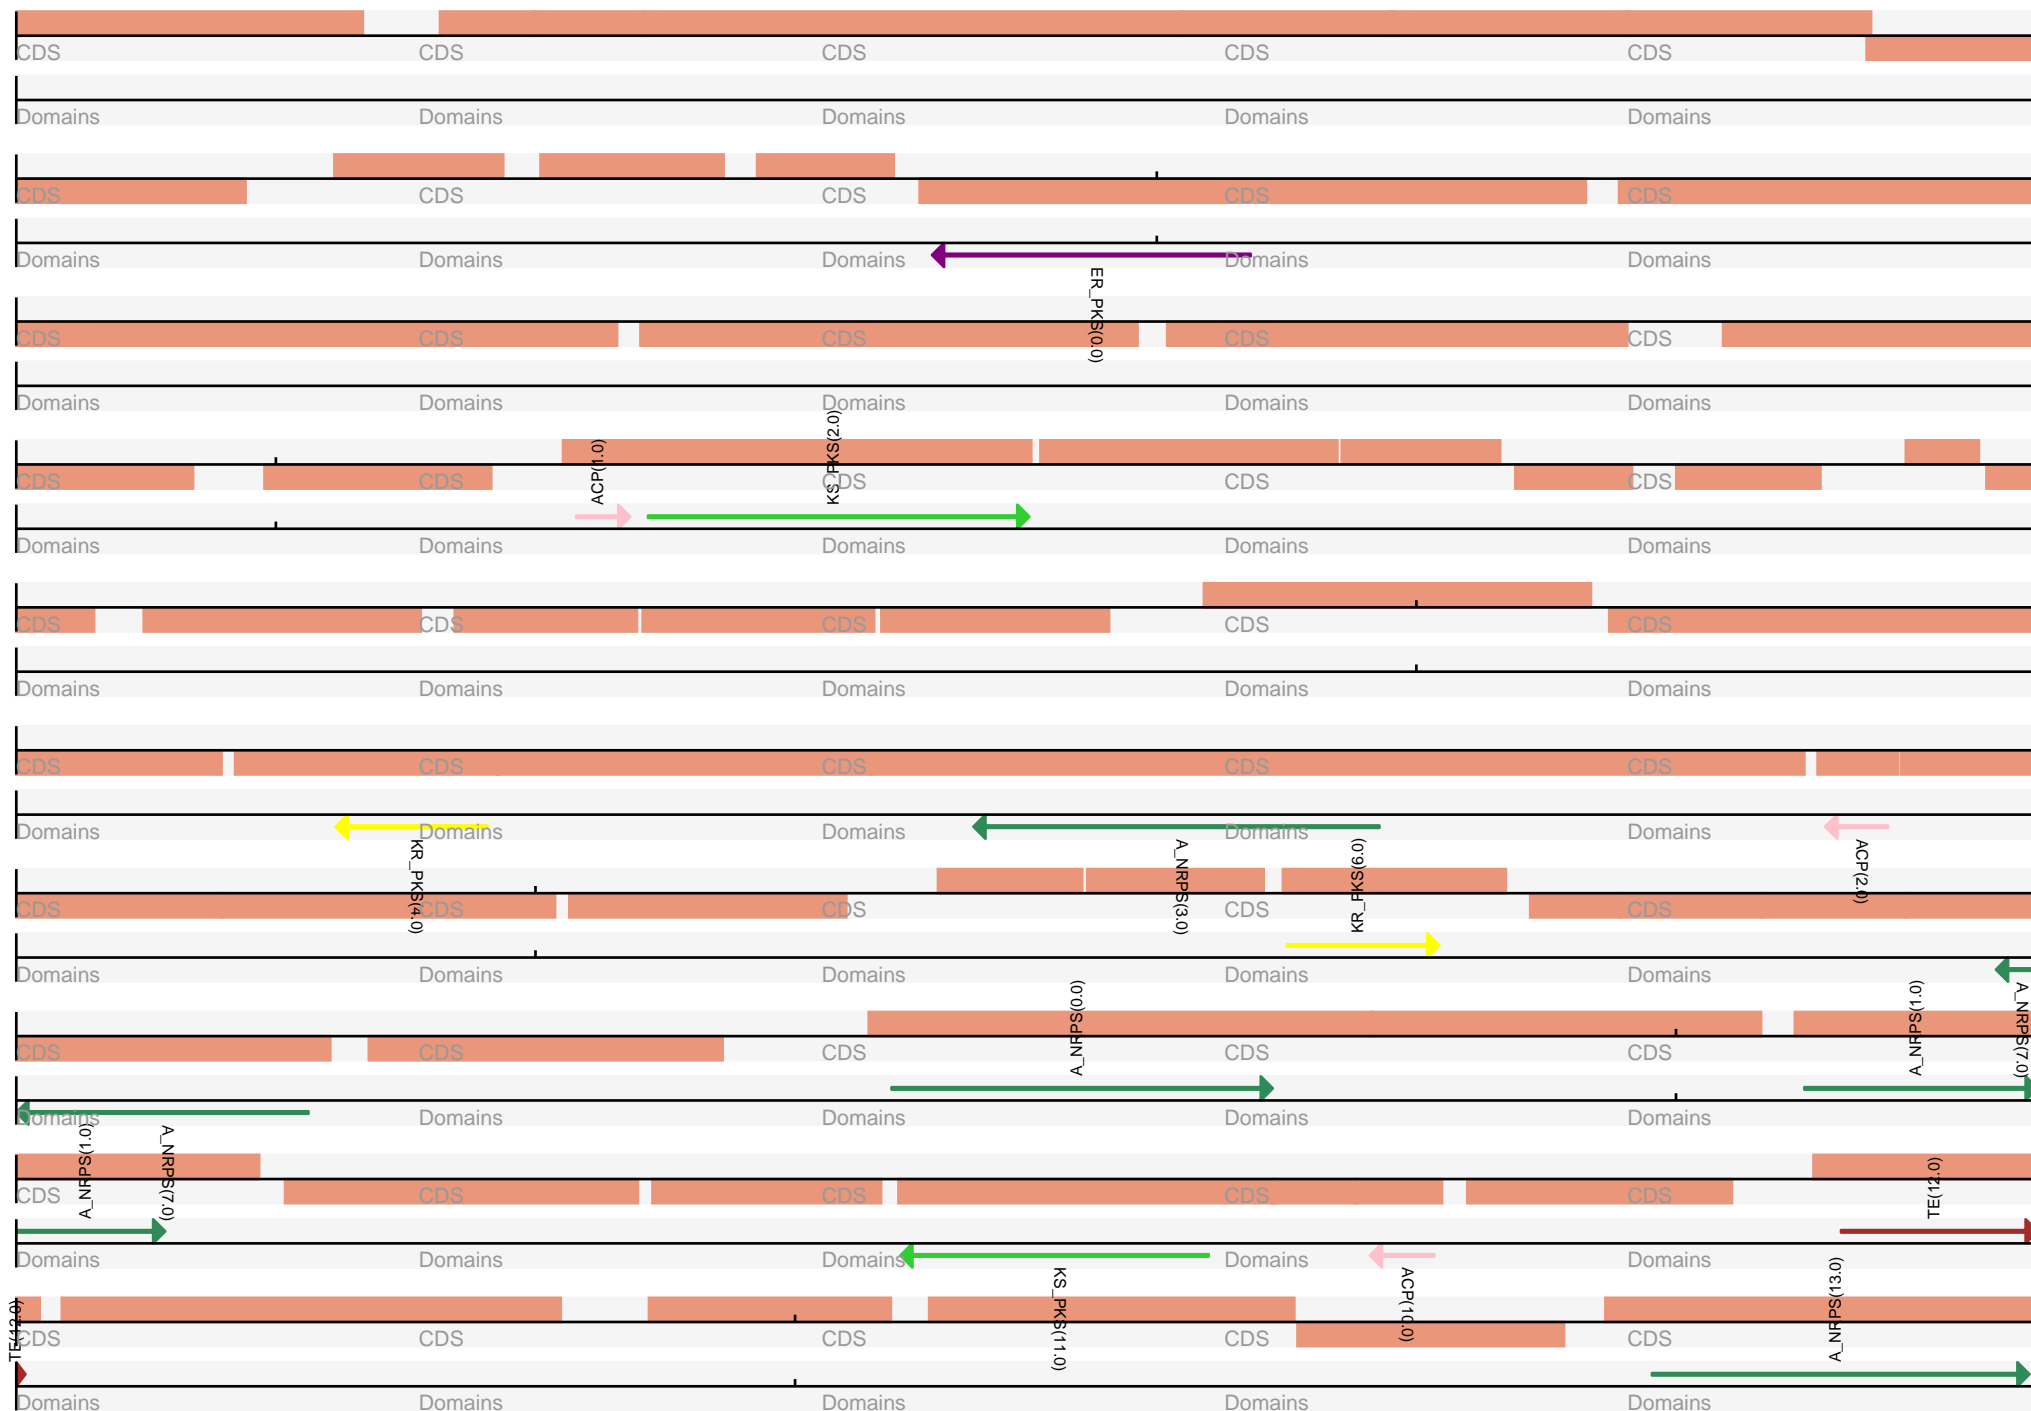 CDS CDS CDS CDS CDS
Domains Domains Domains Domains Domains
CDS CDS CDS CDS CDS
Domains Domains Domains Domains Domains
ER_PKS(0.0)
CDS CDS CDS CDS CDS
Domains Domains Domains Domains Domains
ACP(1.0) KS_PKS(2.0)
CDS CDS CDS CDS CDS
Domains Domains Domains Domains Domains
CDS CDS CDS CDS CDS
Domains Domains Domains Domains Domains
CDS CDS CDS CDS CDS
Domains Domains Domains Domains Domains
KR_PKS(4.0) A_NRPS(3.0) KR_PKS(9.0) ACP(2.0)
CDS CDS CDS CDS CDS
Domains Domains Domains Domains Domains
A_NRPS(0.0) A_NRPS(1.0) A_NRPS(7.0)
CDS CDS CDS CDS CDS
Domains Domains Domains Domains Domains
A_NRPS(1.0) A_NRPS(7.0) TE(12.0)
CDS CDS CDS CDS CDS
Domains Domains Domains Domains Domains
TE(12.0) KS_PKS(11.0) ACP(10.0) A_NRPS(13.0)
CDS CDS CDS CDS CDS
Domains Domains Domains Domains Domains